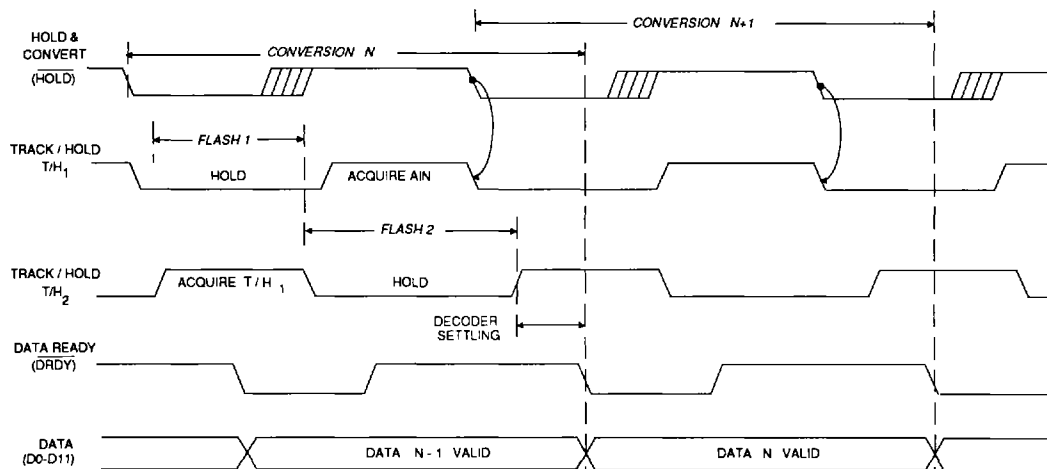 CONVERSION N+1
HOLD &
CONVERT
(HOLD)
CONVERSION N
FLASH 1
TRACK / HOLD
T/H1
HOLD
ACQUIRE AIN
FLASH 2
TRACK / HOLD
T/H2
ACQUIRE T / H 1
HOLD
DECODER
SETTLING
DATA READY
(DRDY)
DATA
(D0-D11)
DATA N - 1 VALID
DATA N VALID